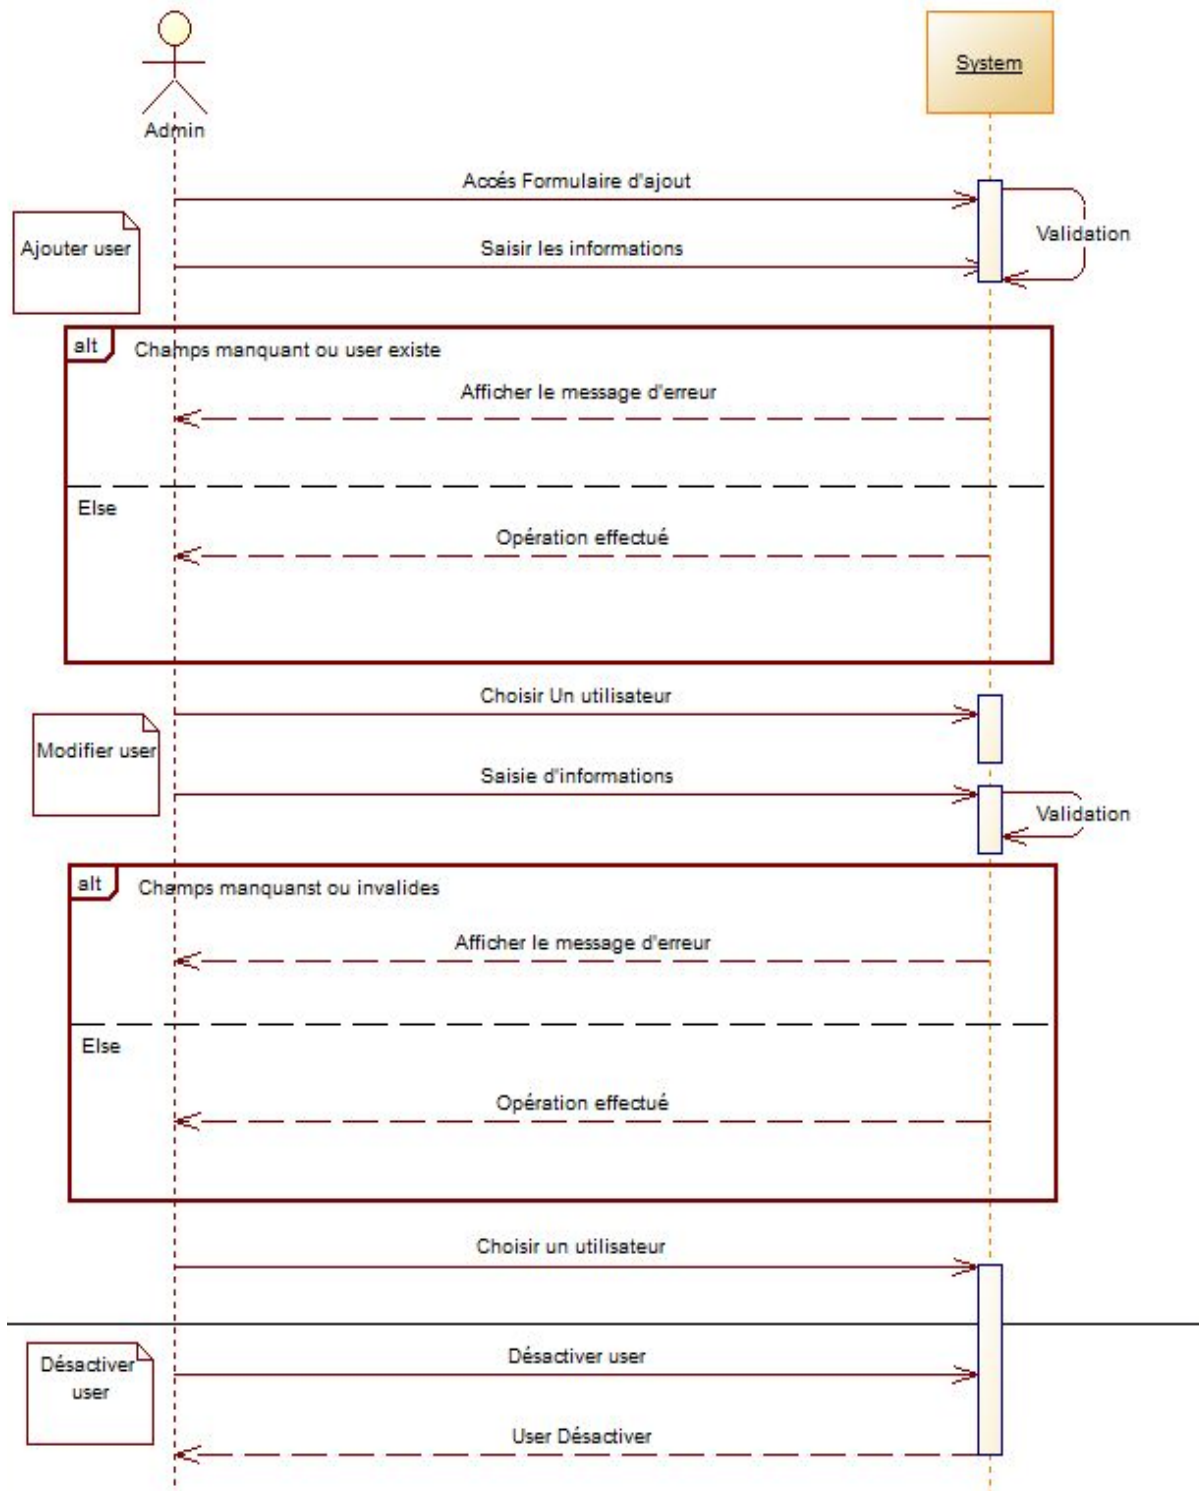 System
Admin
Accés Formulaire d'ajout
Validation
Ajouter user
Saisir les informations
alt
Champs manquant ou user existe
Afficher le message d'erreur
Else
Opération effectué
Choisir Un utilisateur
Modifier user
Saisie d'informations
Validation
alt
Champs manquanst ou invalides
Afficher le message d'erreur
Else
Opération effectué
Choisir un utilisateur
Désactiver
user
Désactiver user
User Désactiver